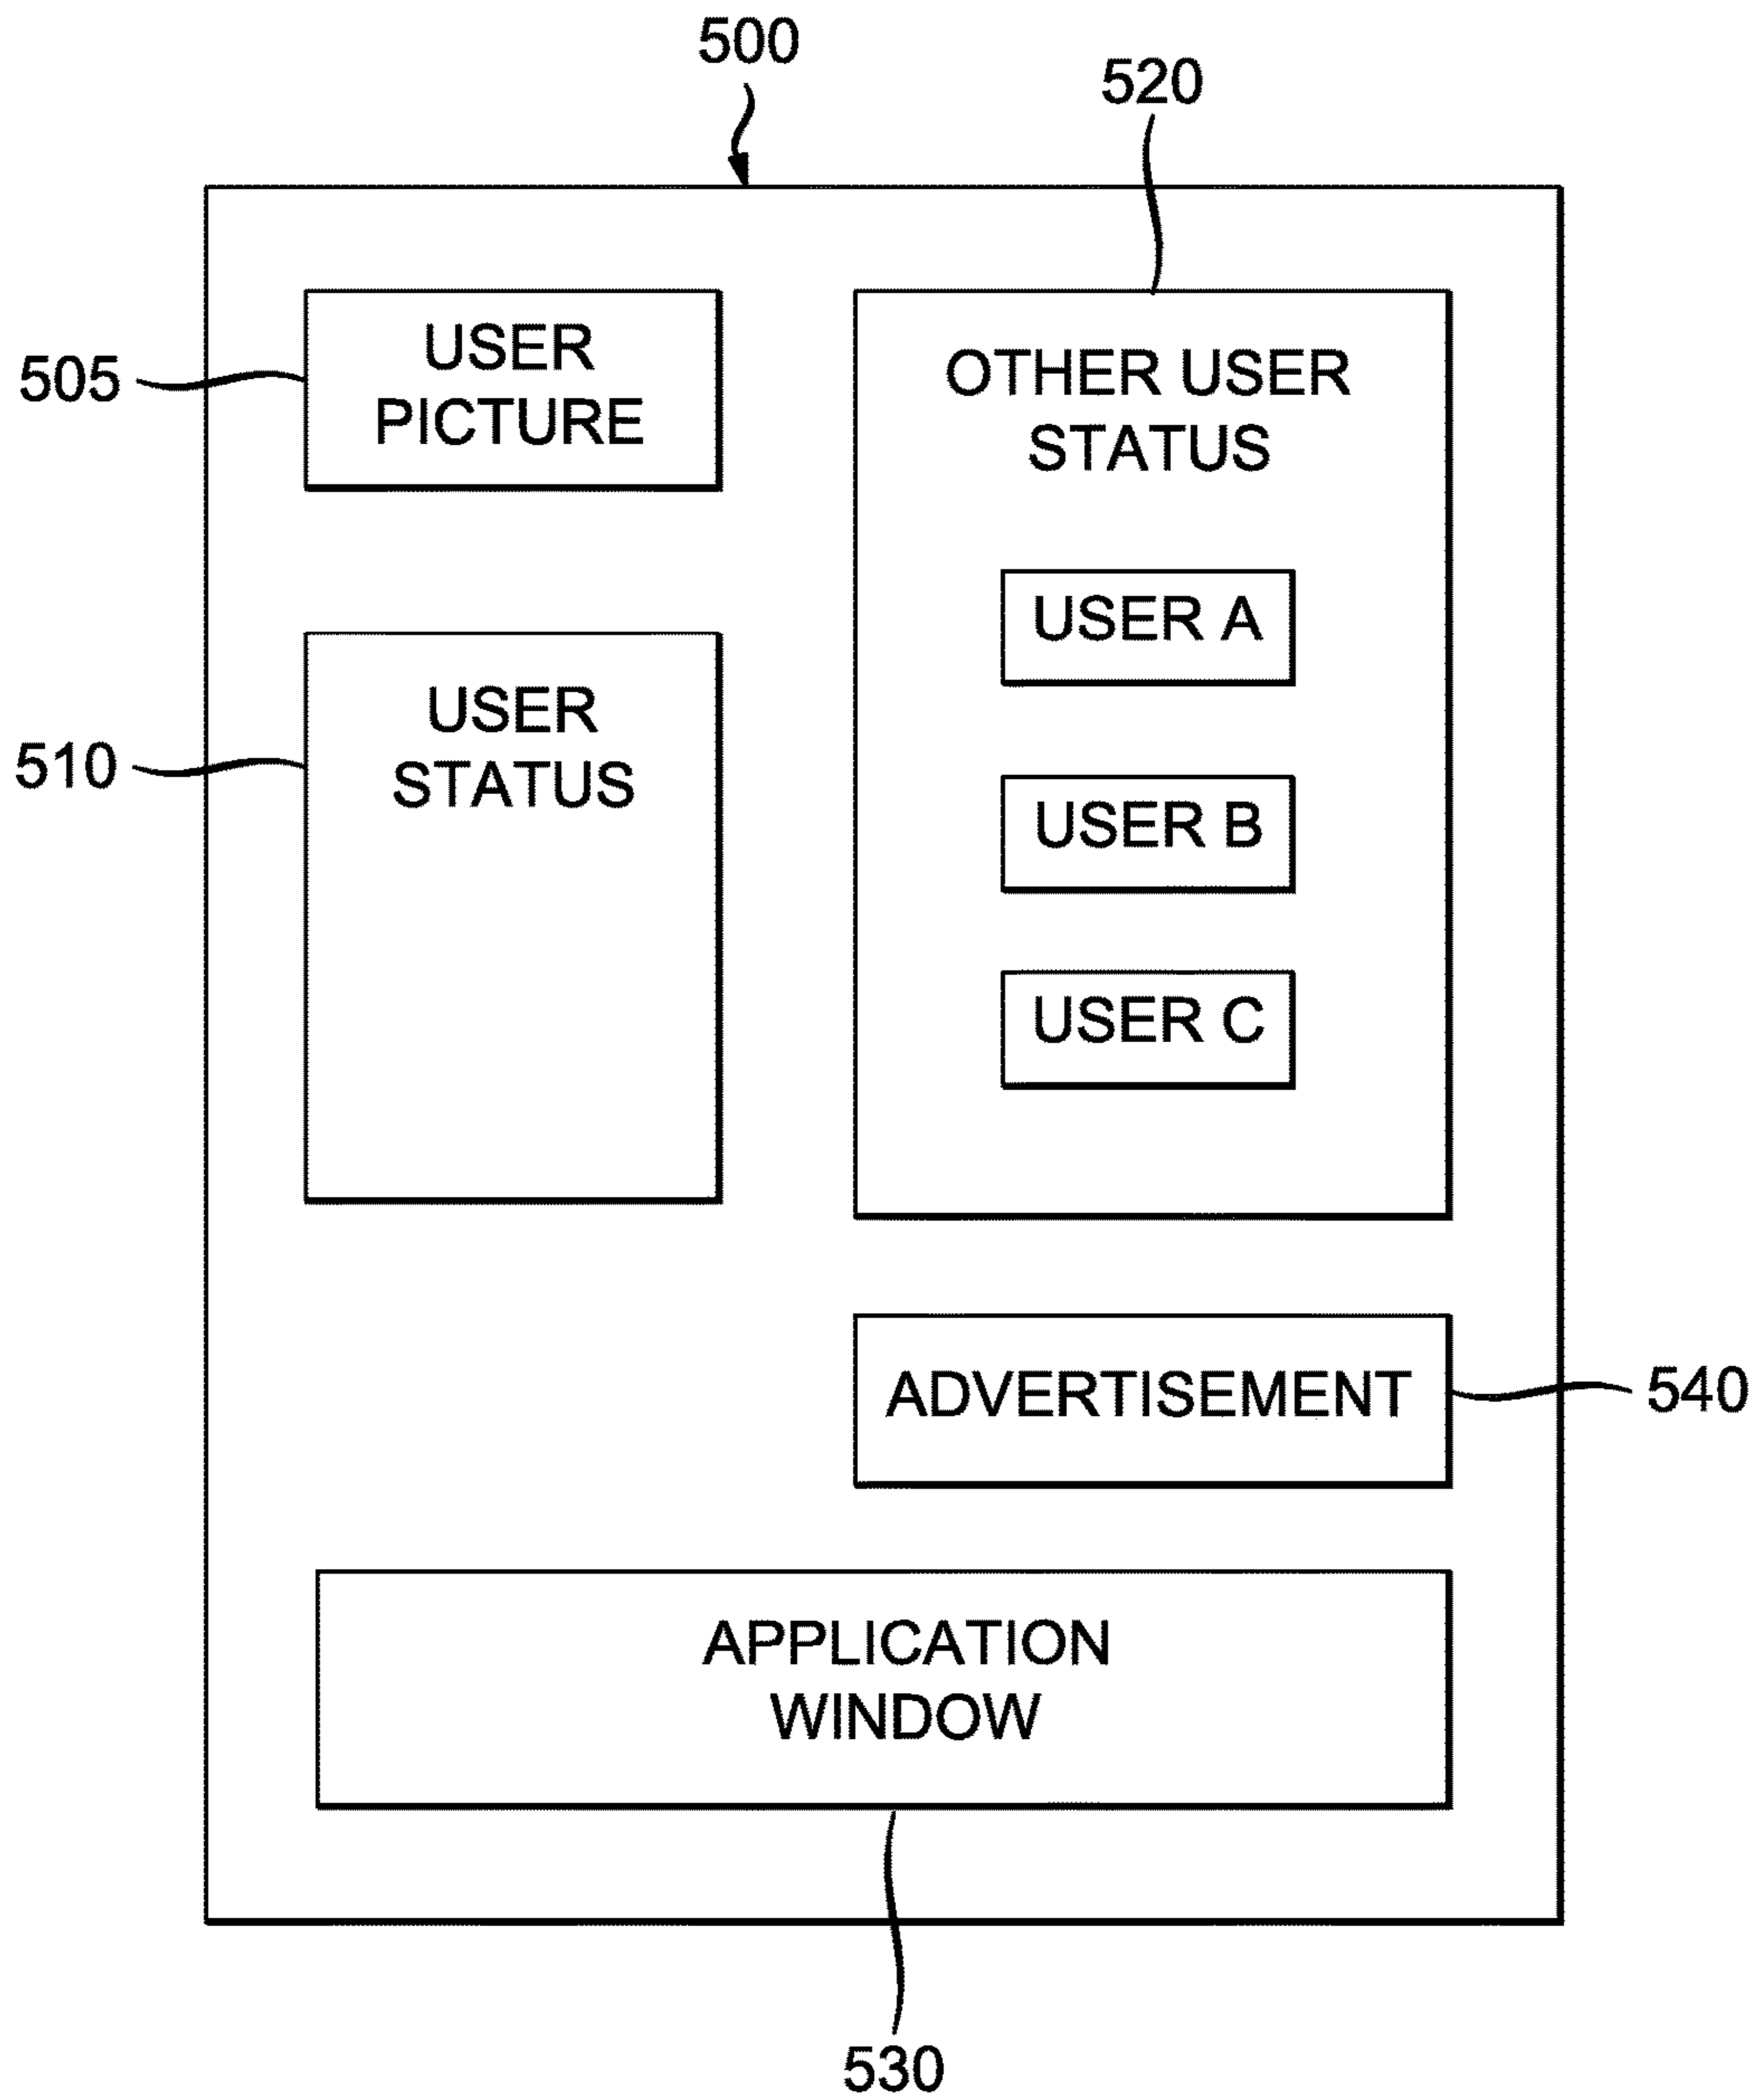 500
520
505
USER
PICTURE
OTHER USER
STATUS
USER A
510
USER
STATUS
USER B
USER C
ADVERTISEMENT
540
APPLICATION
WINDOW
530